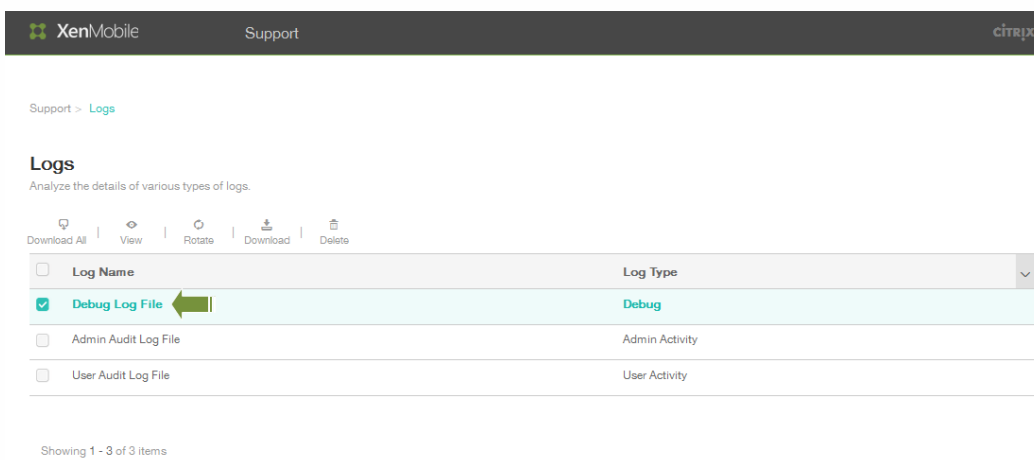 XenMobile Support CİTRIX
Support > Logs
Logs
Analyze the details of various types of logs.
Download All | View | Rotate | Download | Delete
Log Name Log Type
Debug Log File Debug
Admin Audit Log File Admin Activity
User Audit Log File User Activity
Showing 1 - 3 of 3 items